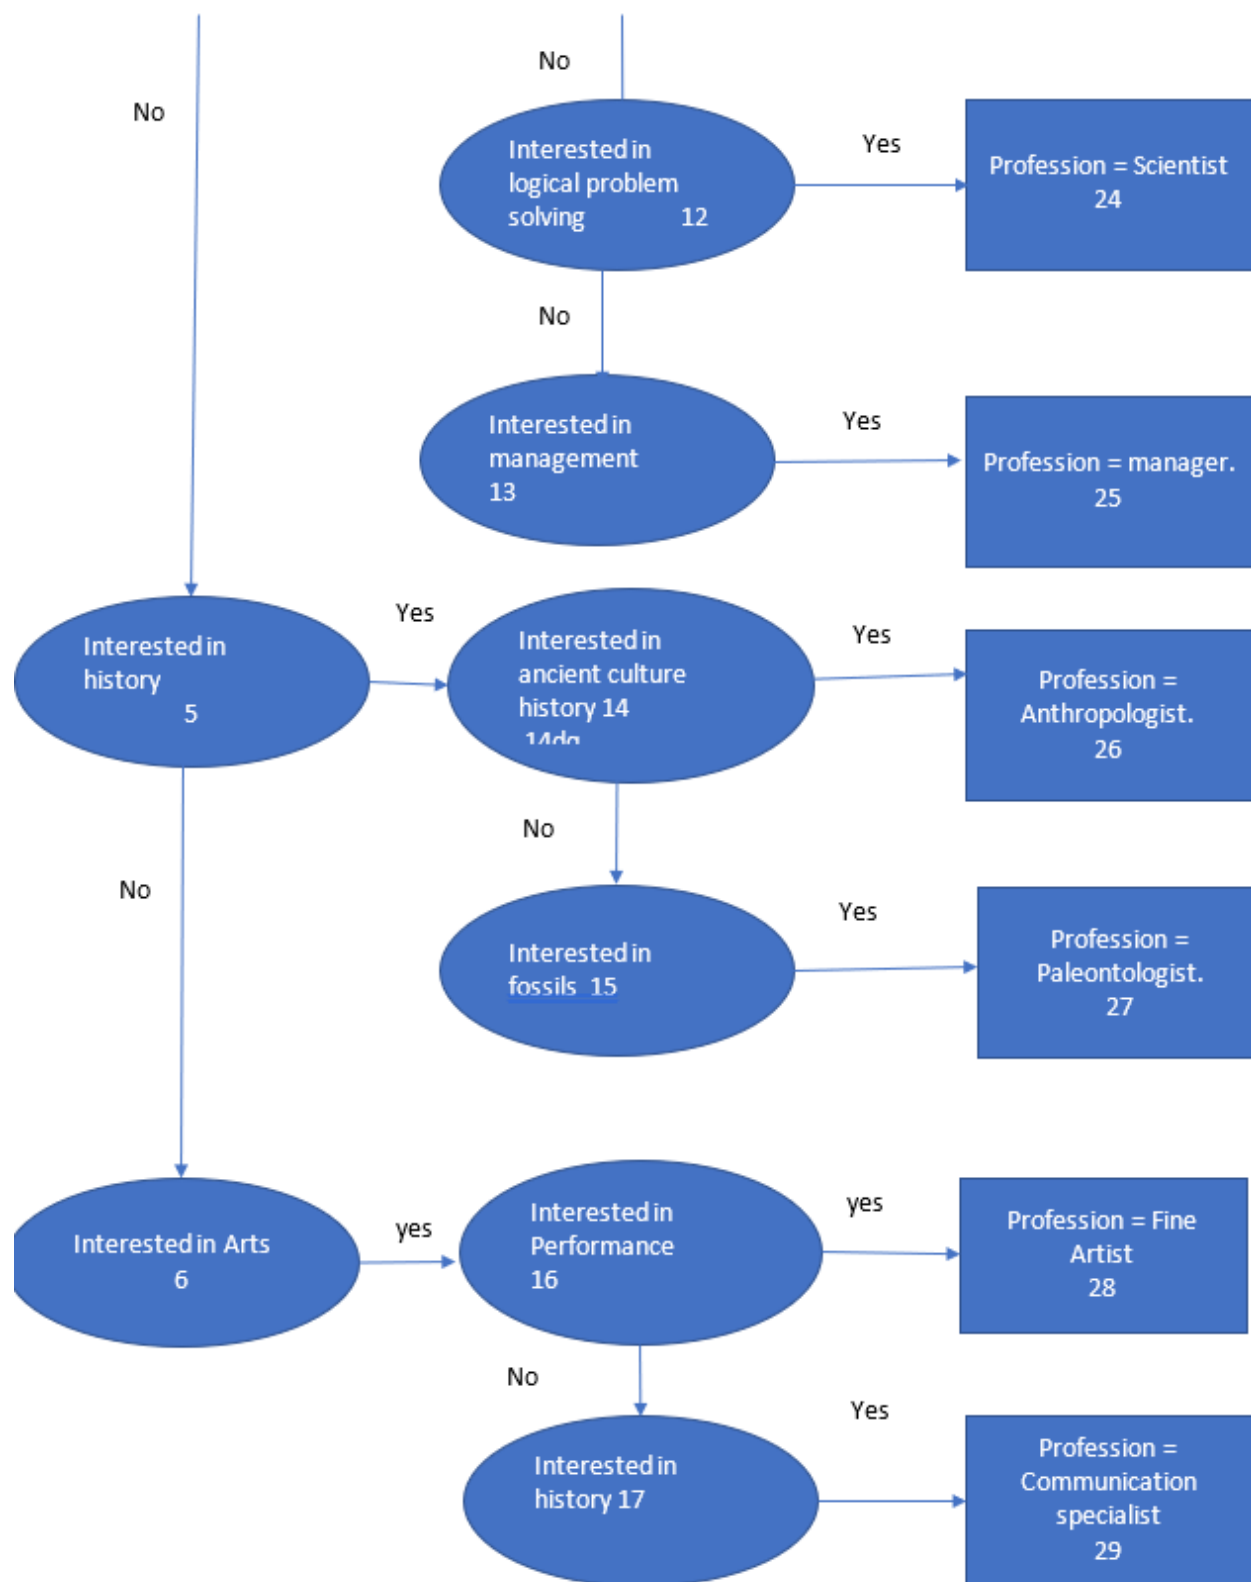 No
No
Interested in
logical problem
solving 12
Yes
Profession = Scientist
24
No
Interested in
management
13
Yes
Profession = manager.
25
Interested in
history
5
Yes
Interested in
ancient culture
history 14
14dg
Yes
Profession =
Anthropologist.
26
No
No
Interested in
fossils 15
Yes
Profession =
Paleontologist.
27
Interested in Arts
6
yes
Interested in
Performance
16
yes
Profession = Fine
Artist
28
No
Interested in
history 17
Yes
Profession =
Communication
specialist
29